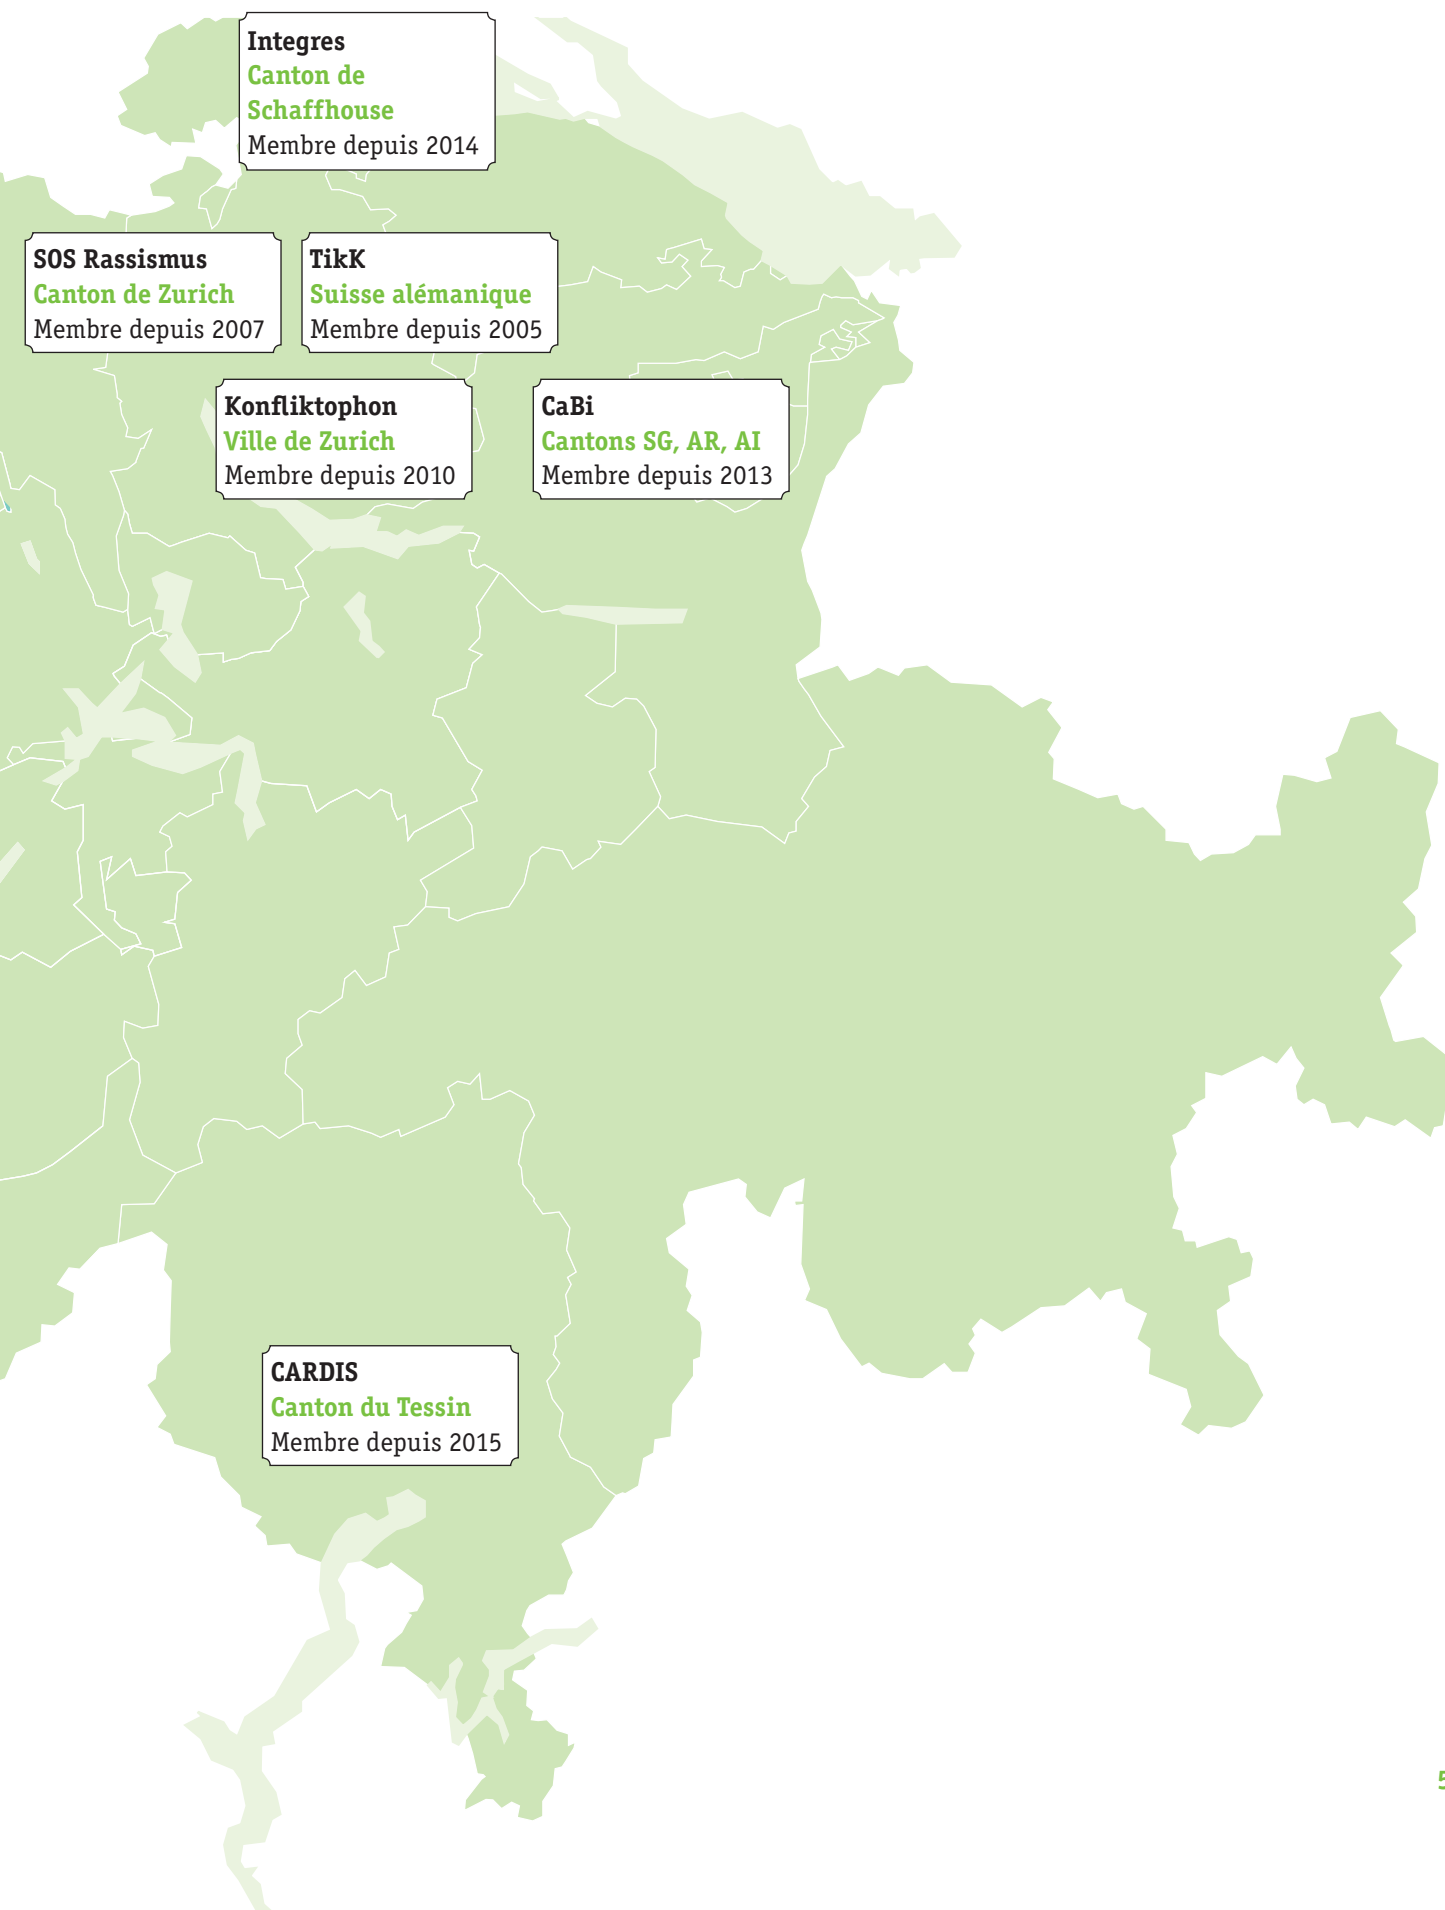 Integres
Canton de
Schaffhouse
Membre depuis 2014
SOS Rassismus
Canton de Zurich
Membre depuis 2007
TikK
Suisse alémanique
Membre depuis 2005
Konfliktophon
Ville de Zurich
Membre depuis 2010
CaBi
Cantons SG, AR, AI
Membre depuis 2013
CARDIS
Canton du Tessin
Membre depuis 2015
5